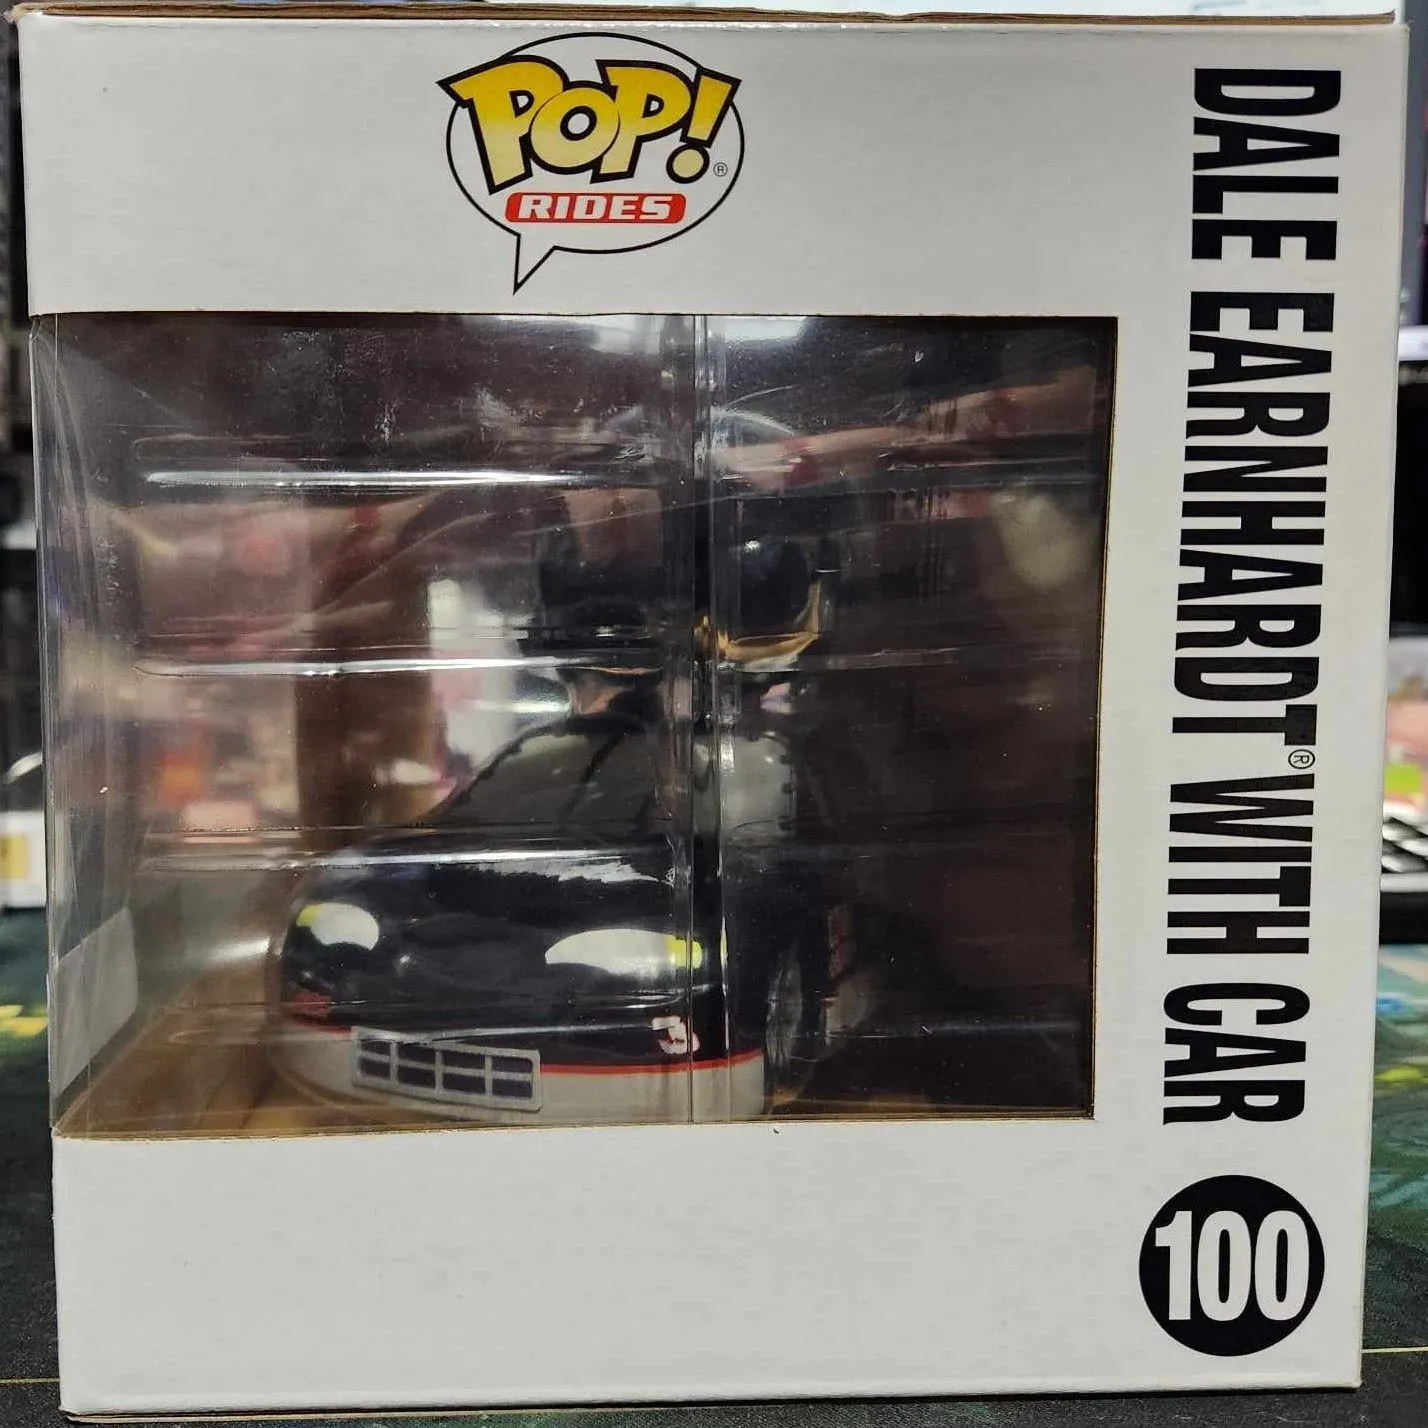 POP!®
RIDES
DALE EARNHARDT® WITH CAR
100
3